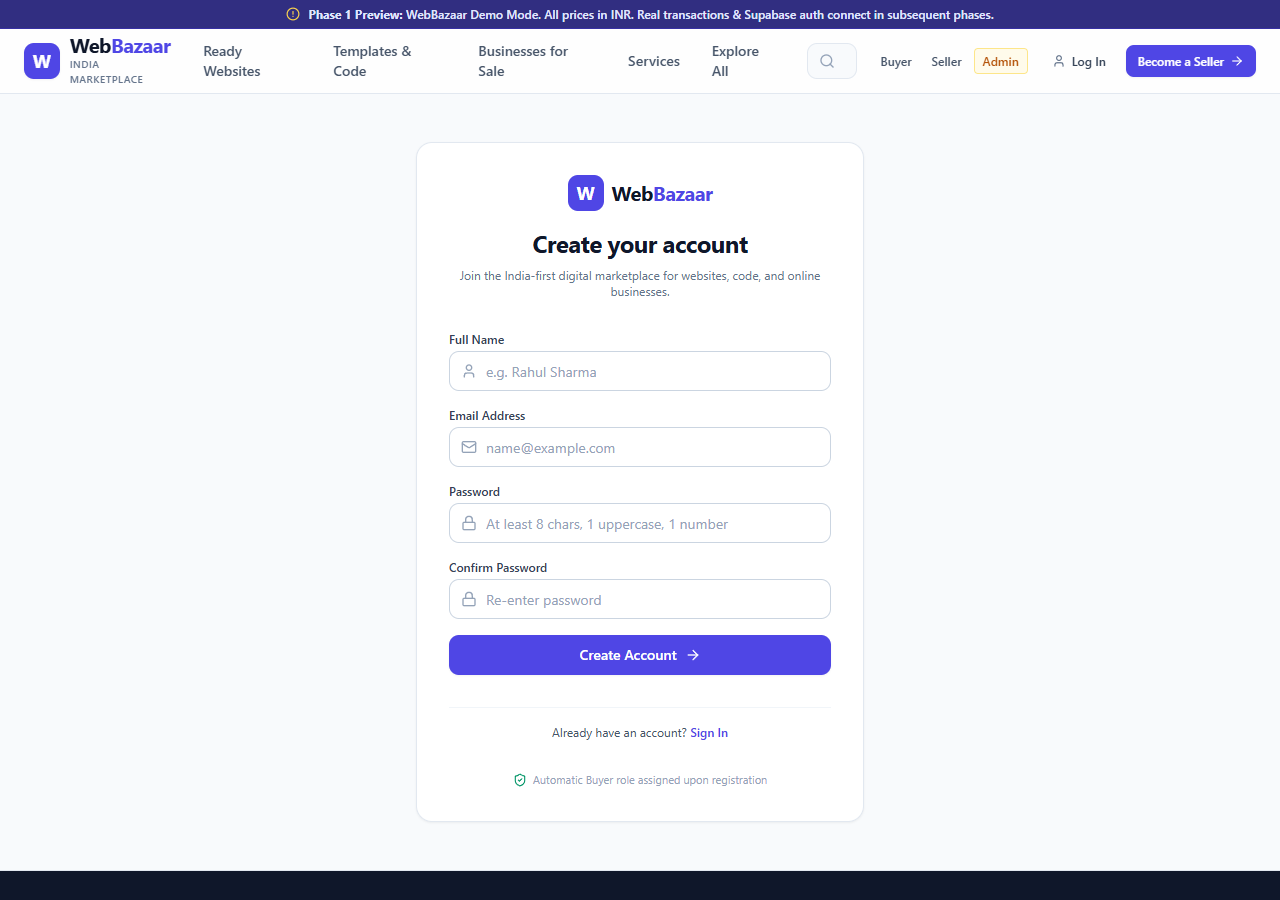 Phase 1 Preview: WebBazaar Demo Mode. All prices in INR. Real transactions & Supabase auth connect in subsequent phases.
W
WebBazaar
INDIA
MARKETPLACE
Ready
Websites
Templates &
Code
Businesses for
Sale
Services
Explore
All
Buyer
Seller
Admin
Log In
Become a Seller
W WebBazaar
Create your account
Join the India-first digital marketplace for websites, code, and online
businesses.
Full Name
e.g. Rahul Sharma
Email Address
name@example.com
Password
At least 8 chars, 1 uppercase, 1 number
Confirm Password
Re-enter password
Create Account
Already have an account? Sign In
Automatic Buyer role assigned upon registration